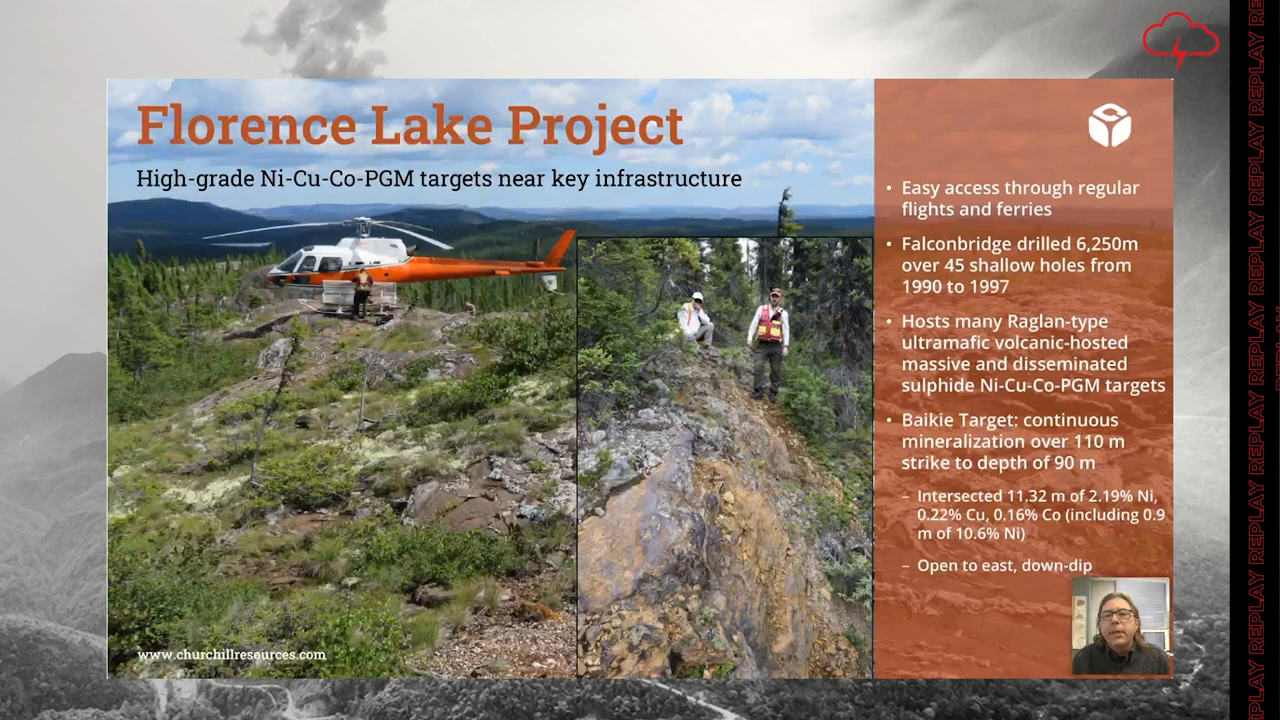 Florence Lake Project
High-grade Ni-Cu-Co-PGM targets near key infrastructure
• Easy access through regular
flights and ferries
• Falconbridge drilled 6,250m
over 45 shallow holes from
1990 to 1997
• Hosts many Raglan-type
ultramafic volcanic-hosted
massive and disseminated
sulphide Ni-Cu-Co-PGM targets
• Baikie Target: continuous
mineralization over 110 m
strike to depth of 90 m
– Intersected 11.32 m of 2.19% Ni,
0.22% Cu, 0.16% Co (including 0.9
m of 10.6% Ni)
– Open to east, down-dip
www.churchillresources.com
REPLAY REPLAY REPLAY REPLAY REPLAY REPLAY REPLAY REPLAY